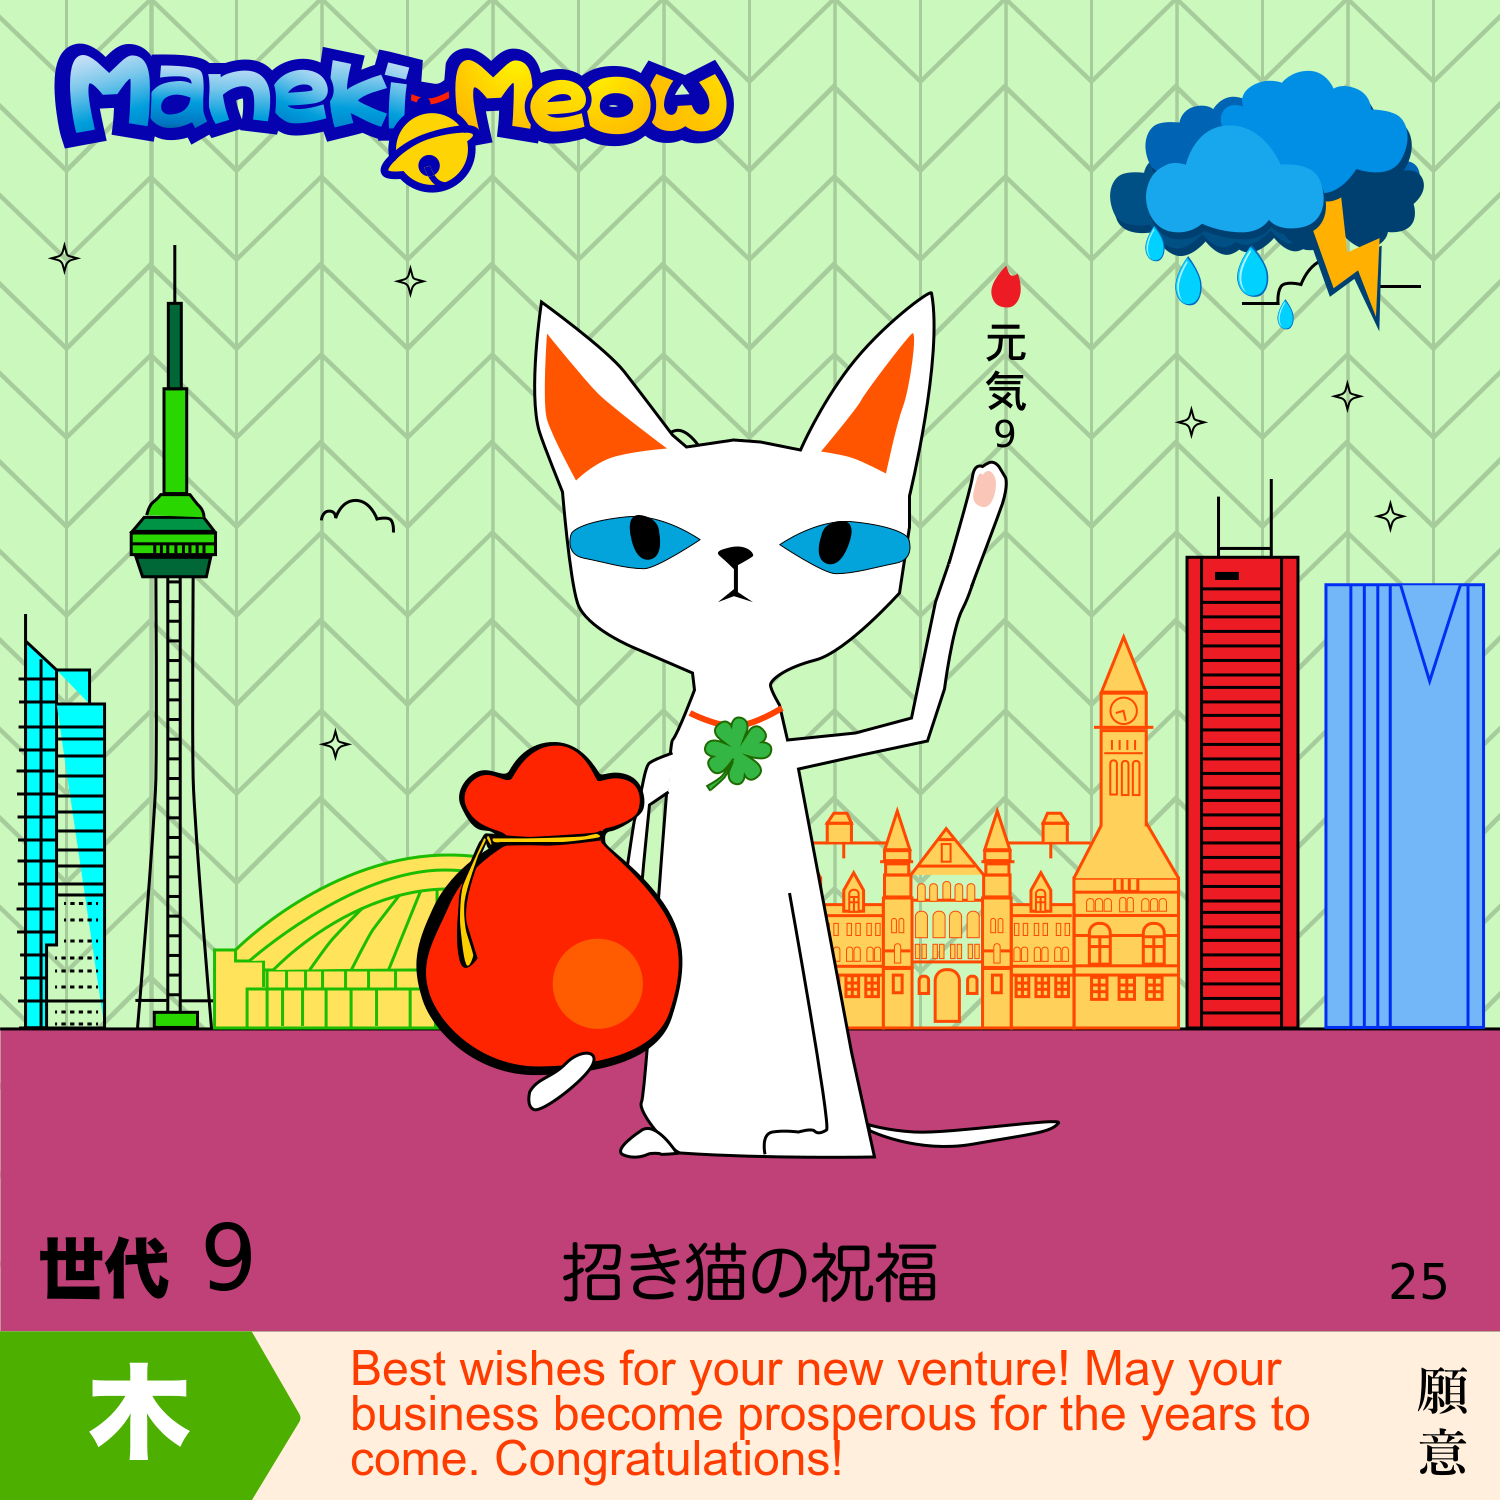 Maneki-Meow
元気9
世代 9
招き猫の祝福
25
木
Best wishes for your new venture! May your
business become prosperous for the years to
come. Congratulations!
願意